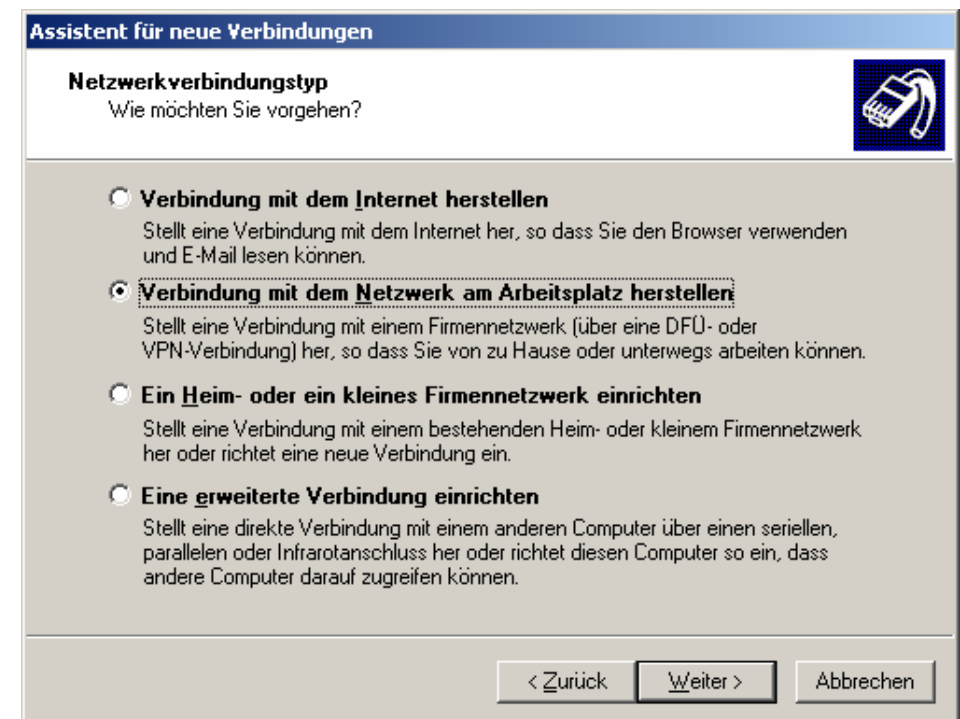 Assistent für neue Verbindungen
Netzwerkverbindungstyp
Wie möchten Sie vorgehen?
Verbindung mit dem Internet herstellen
Stellt eine Verbindung mit dem Internet her, so dass Sie den Browser verwenden
und E-Mail lesen können.
Verbindung mit dem Netzwerk am Arbeitsplatz herstellen
Stellt eine Verbindung mit einem Firmennetzwerk (über eine DFÜ- oder
VPN-Verbindung) her, so dass Sie von zu Hause oder unterwegs arbeiten können.
Ein Heim- oder ein kleines Firmennetzwerk einrichten
Stellt eine Verbindung mit einem bestehenden Heim- oder kleinem Firmennetzwerk
her oder richtet eine neue Verbindung ein.
Eine erweiterte Verbindung einrichten
Stellt eine direkte Verbindung mit einem anderen Computer über einen seriellen,
parallelen oder Infrarotanschluss her oder richtet diesen Computer so ein, dass
andere Computer darauf zugreifen können.
< Zurück Weiter > Abbrechen